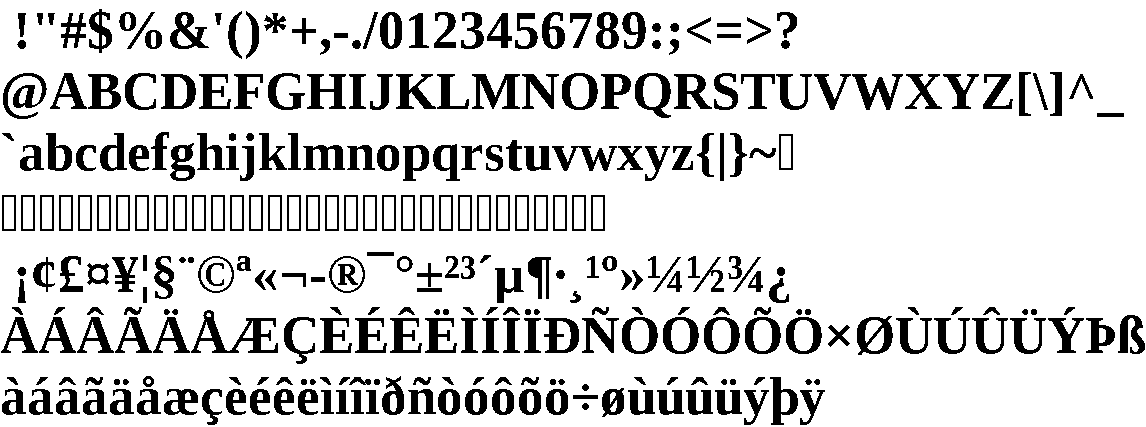 !"#$%&'()*+,-./0123456789:;<=>?
@ABCDEFGHIJKLMNOPQRSTUVWXYZ[\]^_
`abcdefghijklmnopqrstuvwxyz{|}~
¡¢£¤¥¦§¨©ª«¬-®¯°±²³´µ¶·¸¹º»¼½¾¿
ÀÁÂÃÄÅÆÇÈÉÊËÌÍÎÏÐÑÒÓÔÕÖ×ØÙÚÛÜÝÞß
àáâãäåæçèéêëìíîïðñòóôõö÷øùúûüýþÿ